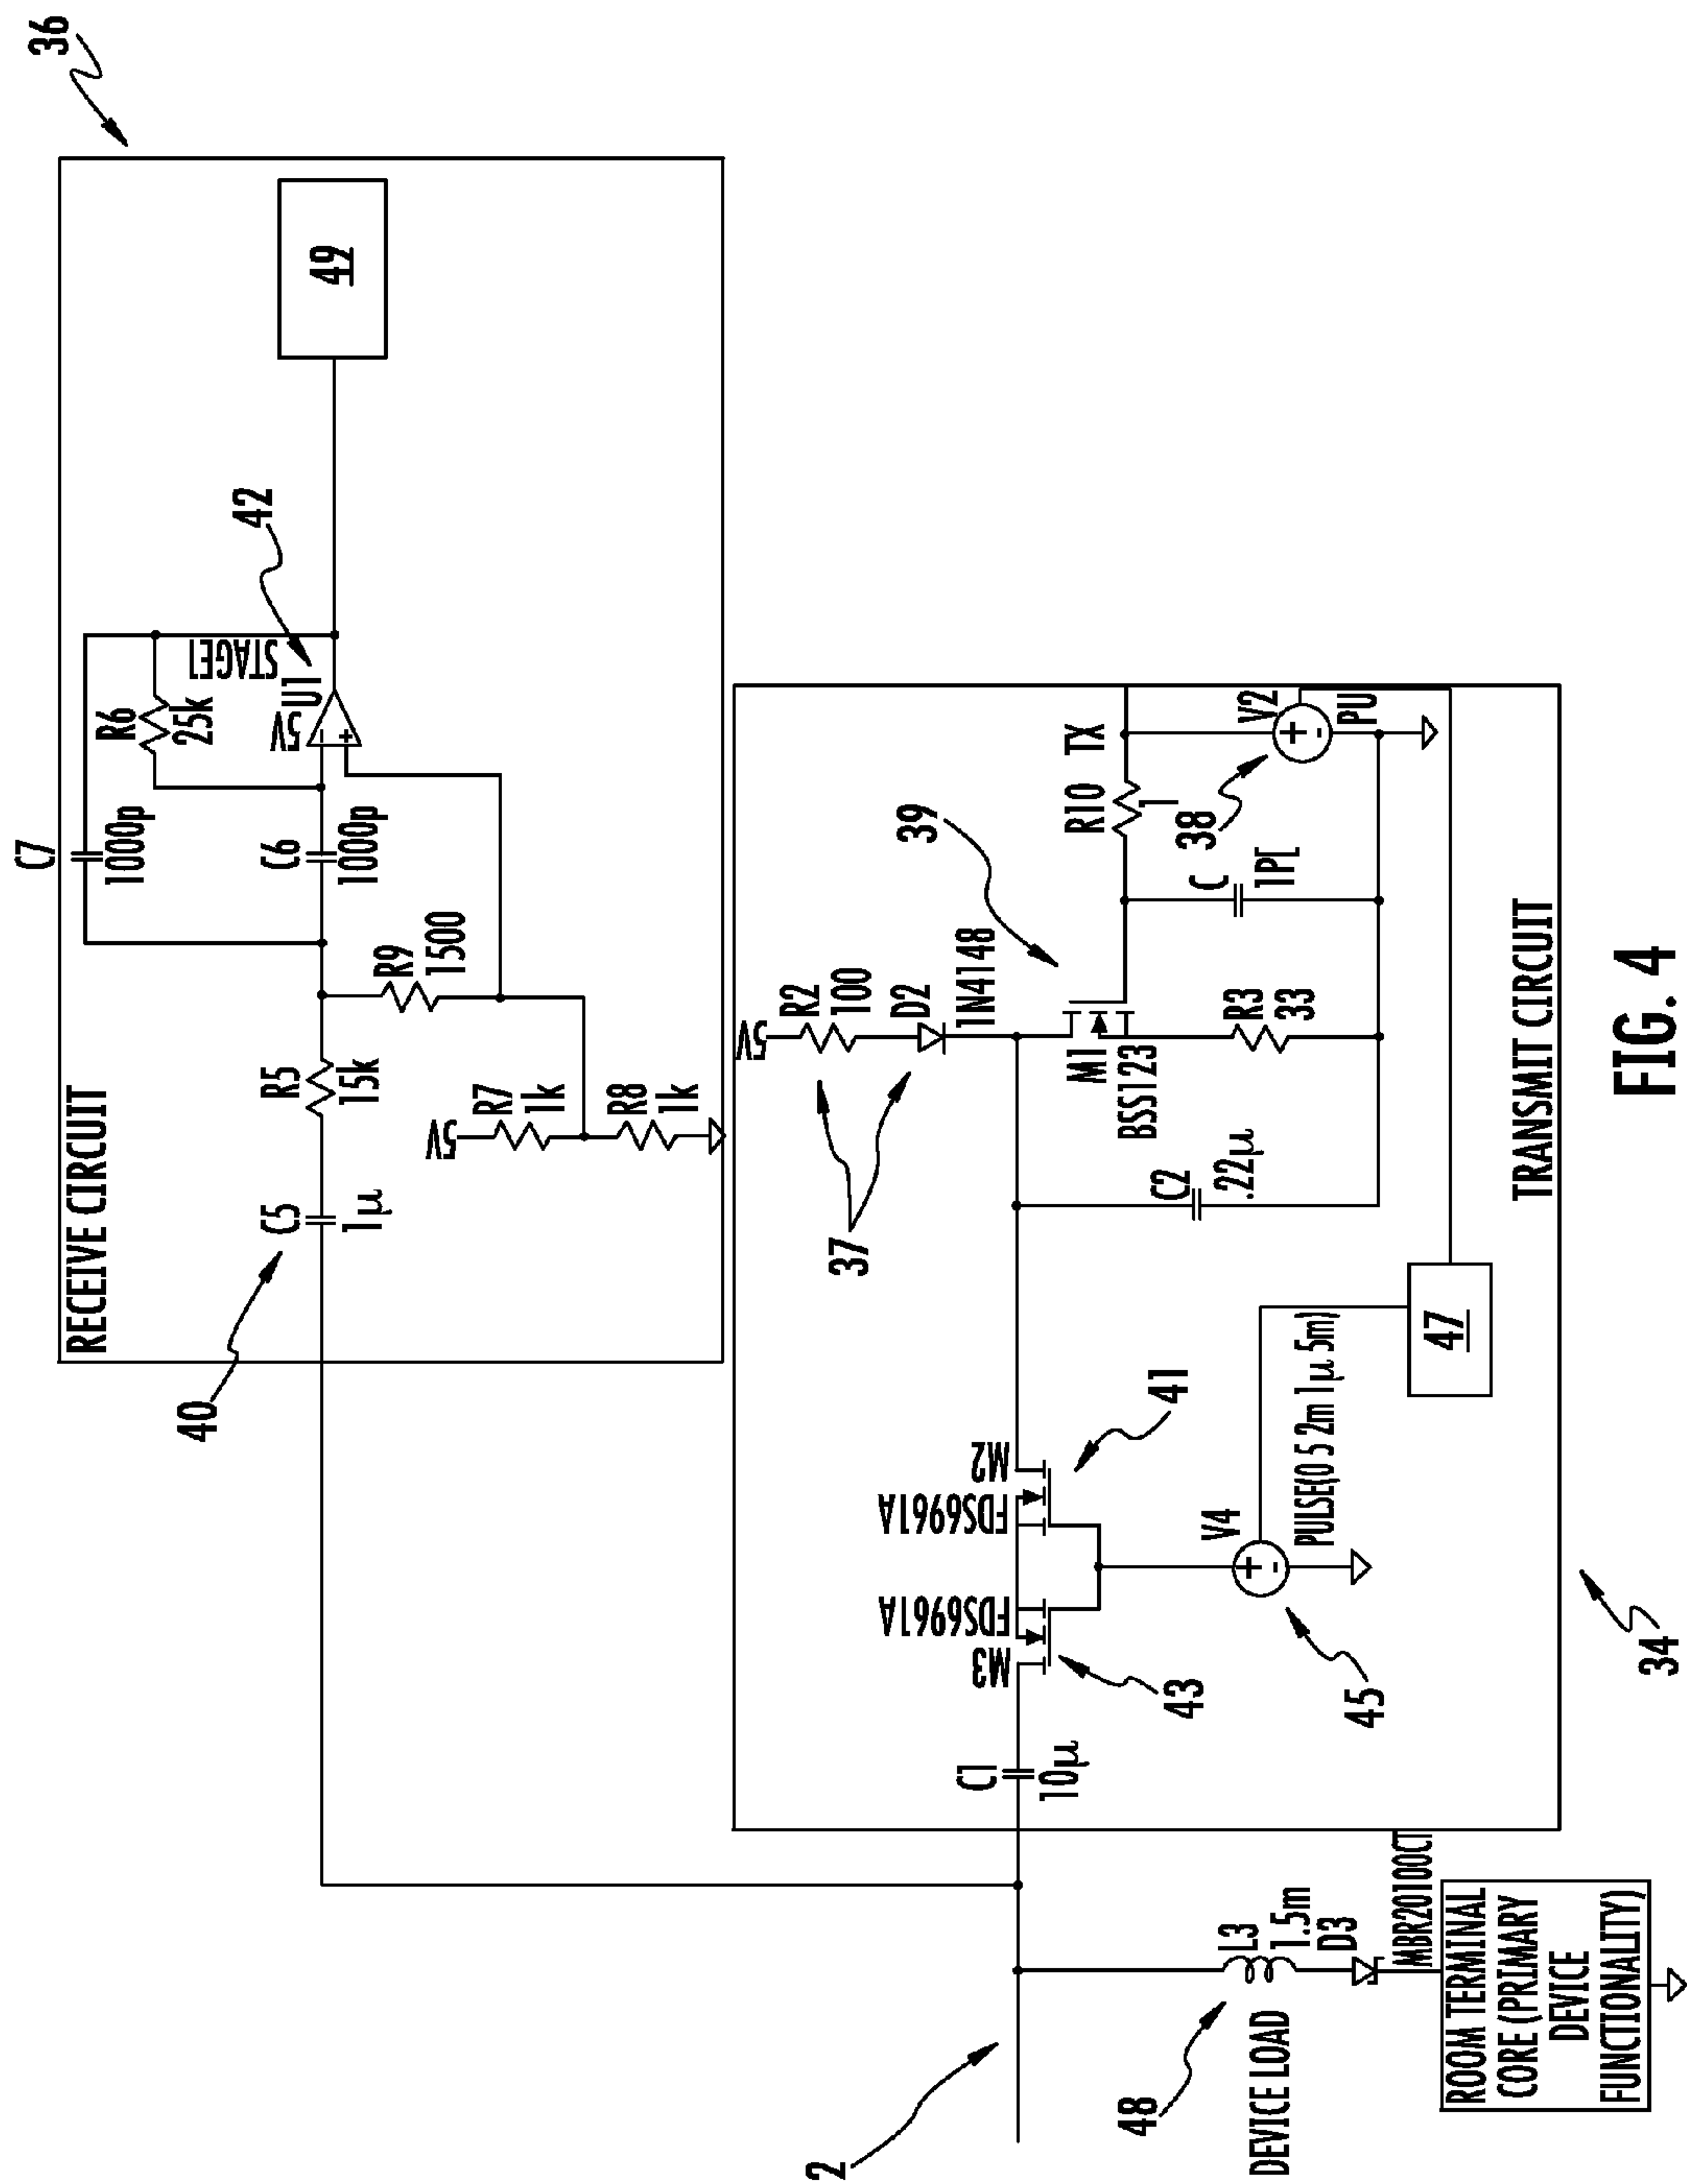 36
RECEIVE CIRCUIT
C7
1000p
R6
25k
STAGE1
42
49
C6
1000p
5V
U1
R5
15k
R9
1500
C5
1µ
40
5V
R7
1k
R8
1k
5V
R2
100
37
D2
1N4148
39
M1
BSS123
R10
1
TX
R3
33
C
1P[
V2
38
PU
C2
.22µ
M2
FDS6961A
41
FDS6961A
M3
43
V4
PULSE(0 5 2m 1µ 5m)
45
47
C1
10µ
TRANSMIT CIRCUIT
34
2
L3
1.5m
48
DEVICE LOAD
D3
MBR20100CT
ROOM TERMINAL
CORE (PRIMARY
DEVICE
FUNCTIONALITY)
FIG. 4